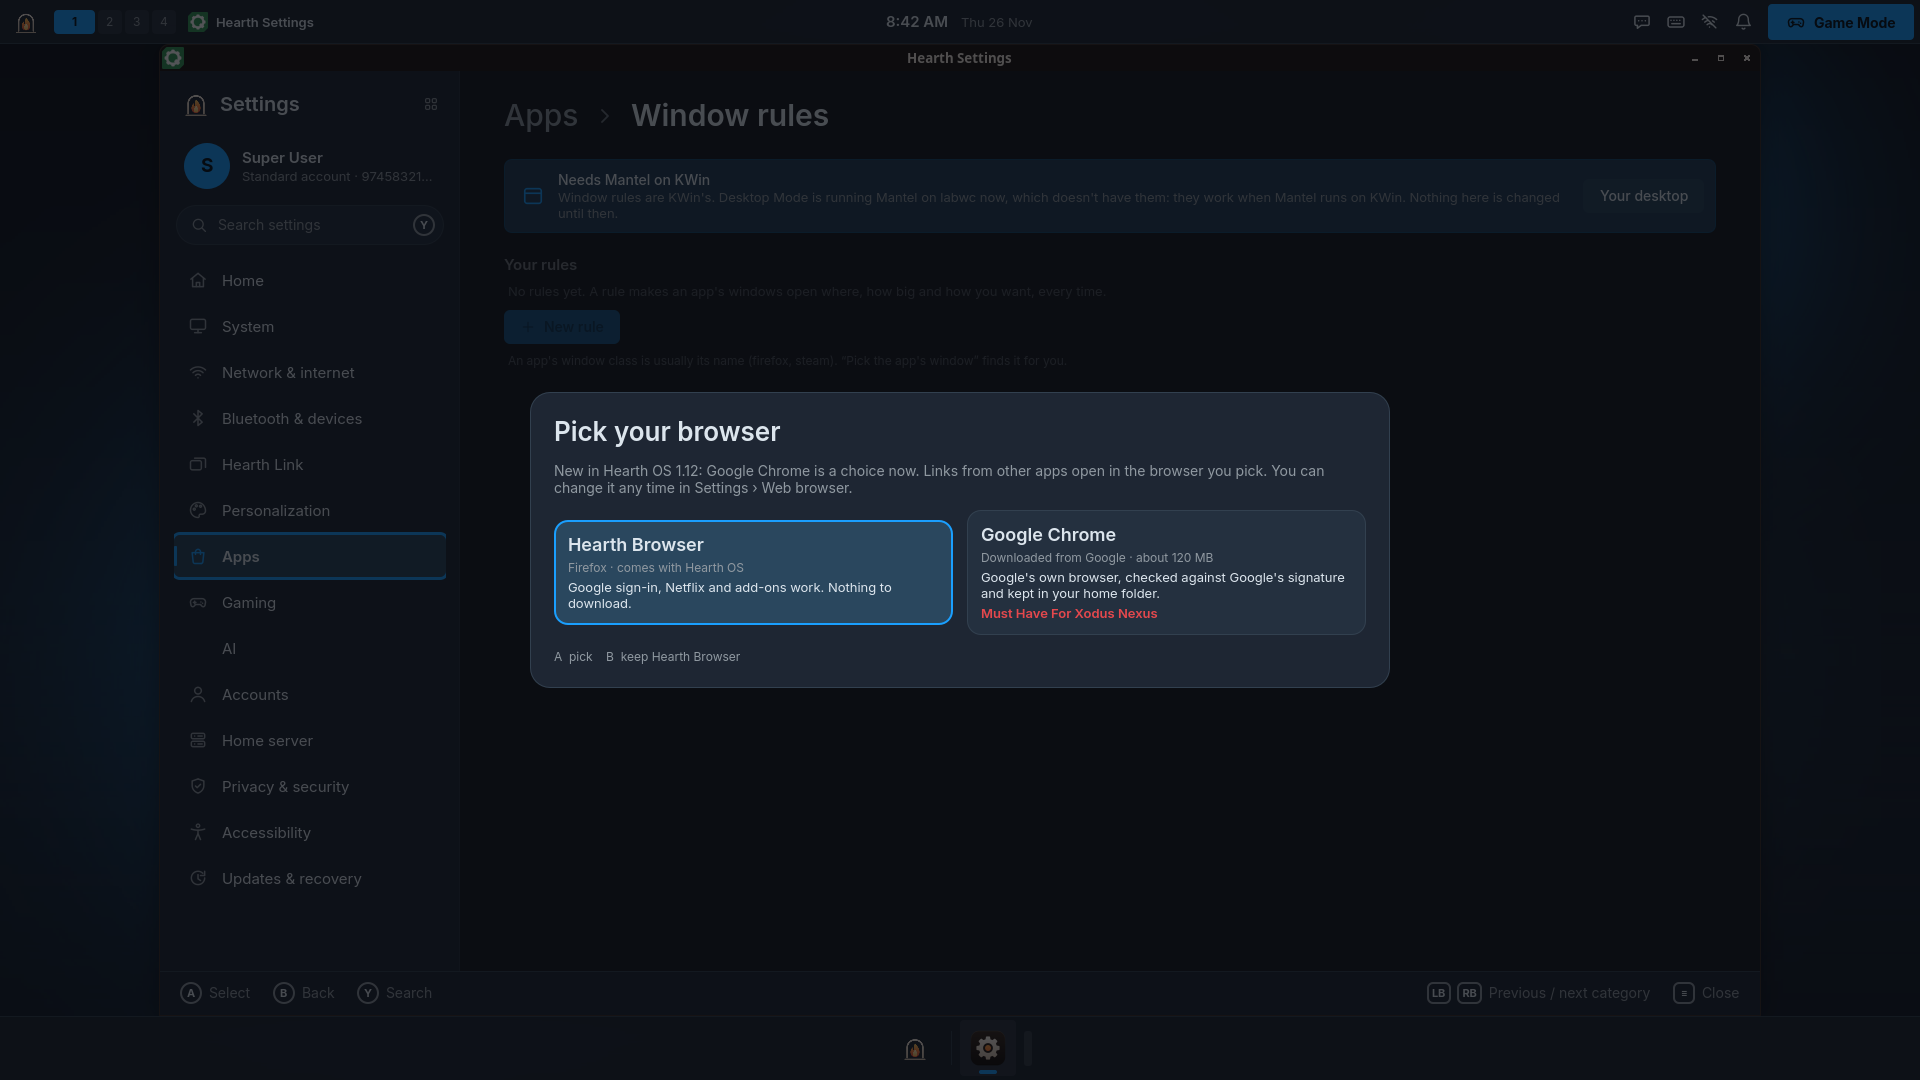 1 2 3 4 Hearth Settings 8:42 AM Thu 26 Nov Game Mode
Hearth Settings
Settings
S Super User
Standard account · 97458321...
Search settings Y
Home
System
Network & internet
Bluetooth & devices
Hearth Link
Personalization
Apps
Gaming
AI
Accounts
Home server
Privacy & security
Accessibility
Updates & recovery
Apps › Window rules
Needs Mantel on KWin
Window rules are KWin's. Desktop Mode is running Mantel on labwc now, which doesn't have them: they work when Mantel runs on KWin. Nothing here is changed
until then.
Your desktop
Your rules
No rules yet. A rule makes an app's windows open where, how big and how you want, every time.
+ New rule
An app's window class is usually its name (firefox, steam). "Pick the app's window" finds it for you.
Pick your browser
New in Hearth OS 1.12: Google Chrome is a choice now. Links from other apps open in the browser you pick. You can
change it any time in Settings › Web browser.
Hearth Browser
Firefox · comes with Hearth OS
Google sign-in, Netflix and add-ons work. Nothing to
download.
Google Chrome
Downloaded from Google · about 120 MB
Google's own browser, checked against Google's signature
and kept in your home folder.
Must Have For Xodus Nexus
A pick B keep Hearth Browser
A Select B Back Y Search LB RB Previous / next category ≡ Close